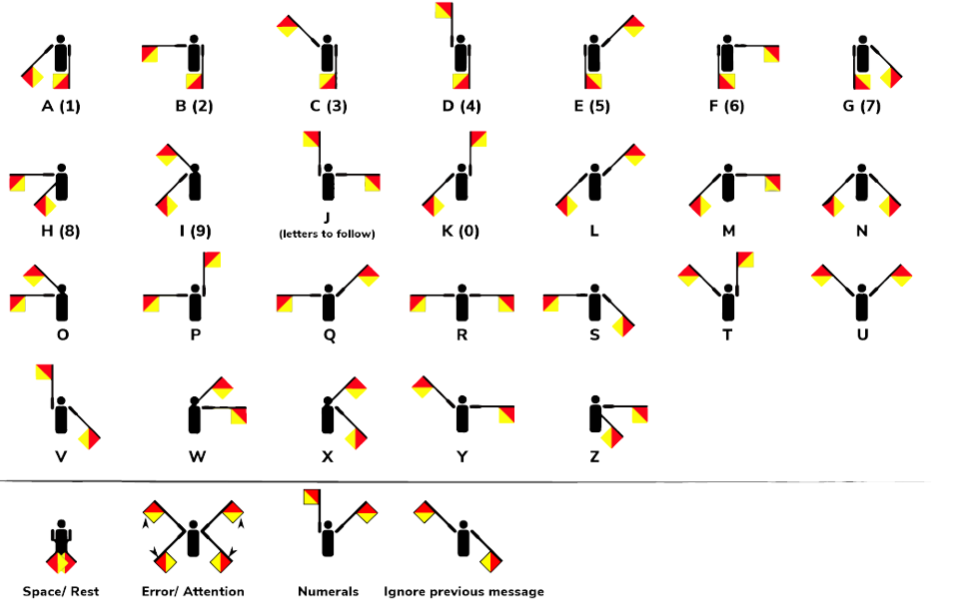 A (1) B (2) C (3) D (4) E (5) F (6) G (7)
H (8) I (9) J K (0) L M N
(letters to follow)
O P Q R S T U
V W X Y Z
Space/ Rest Error/ Attention Numerals Ignore previous message